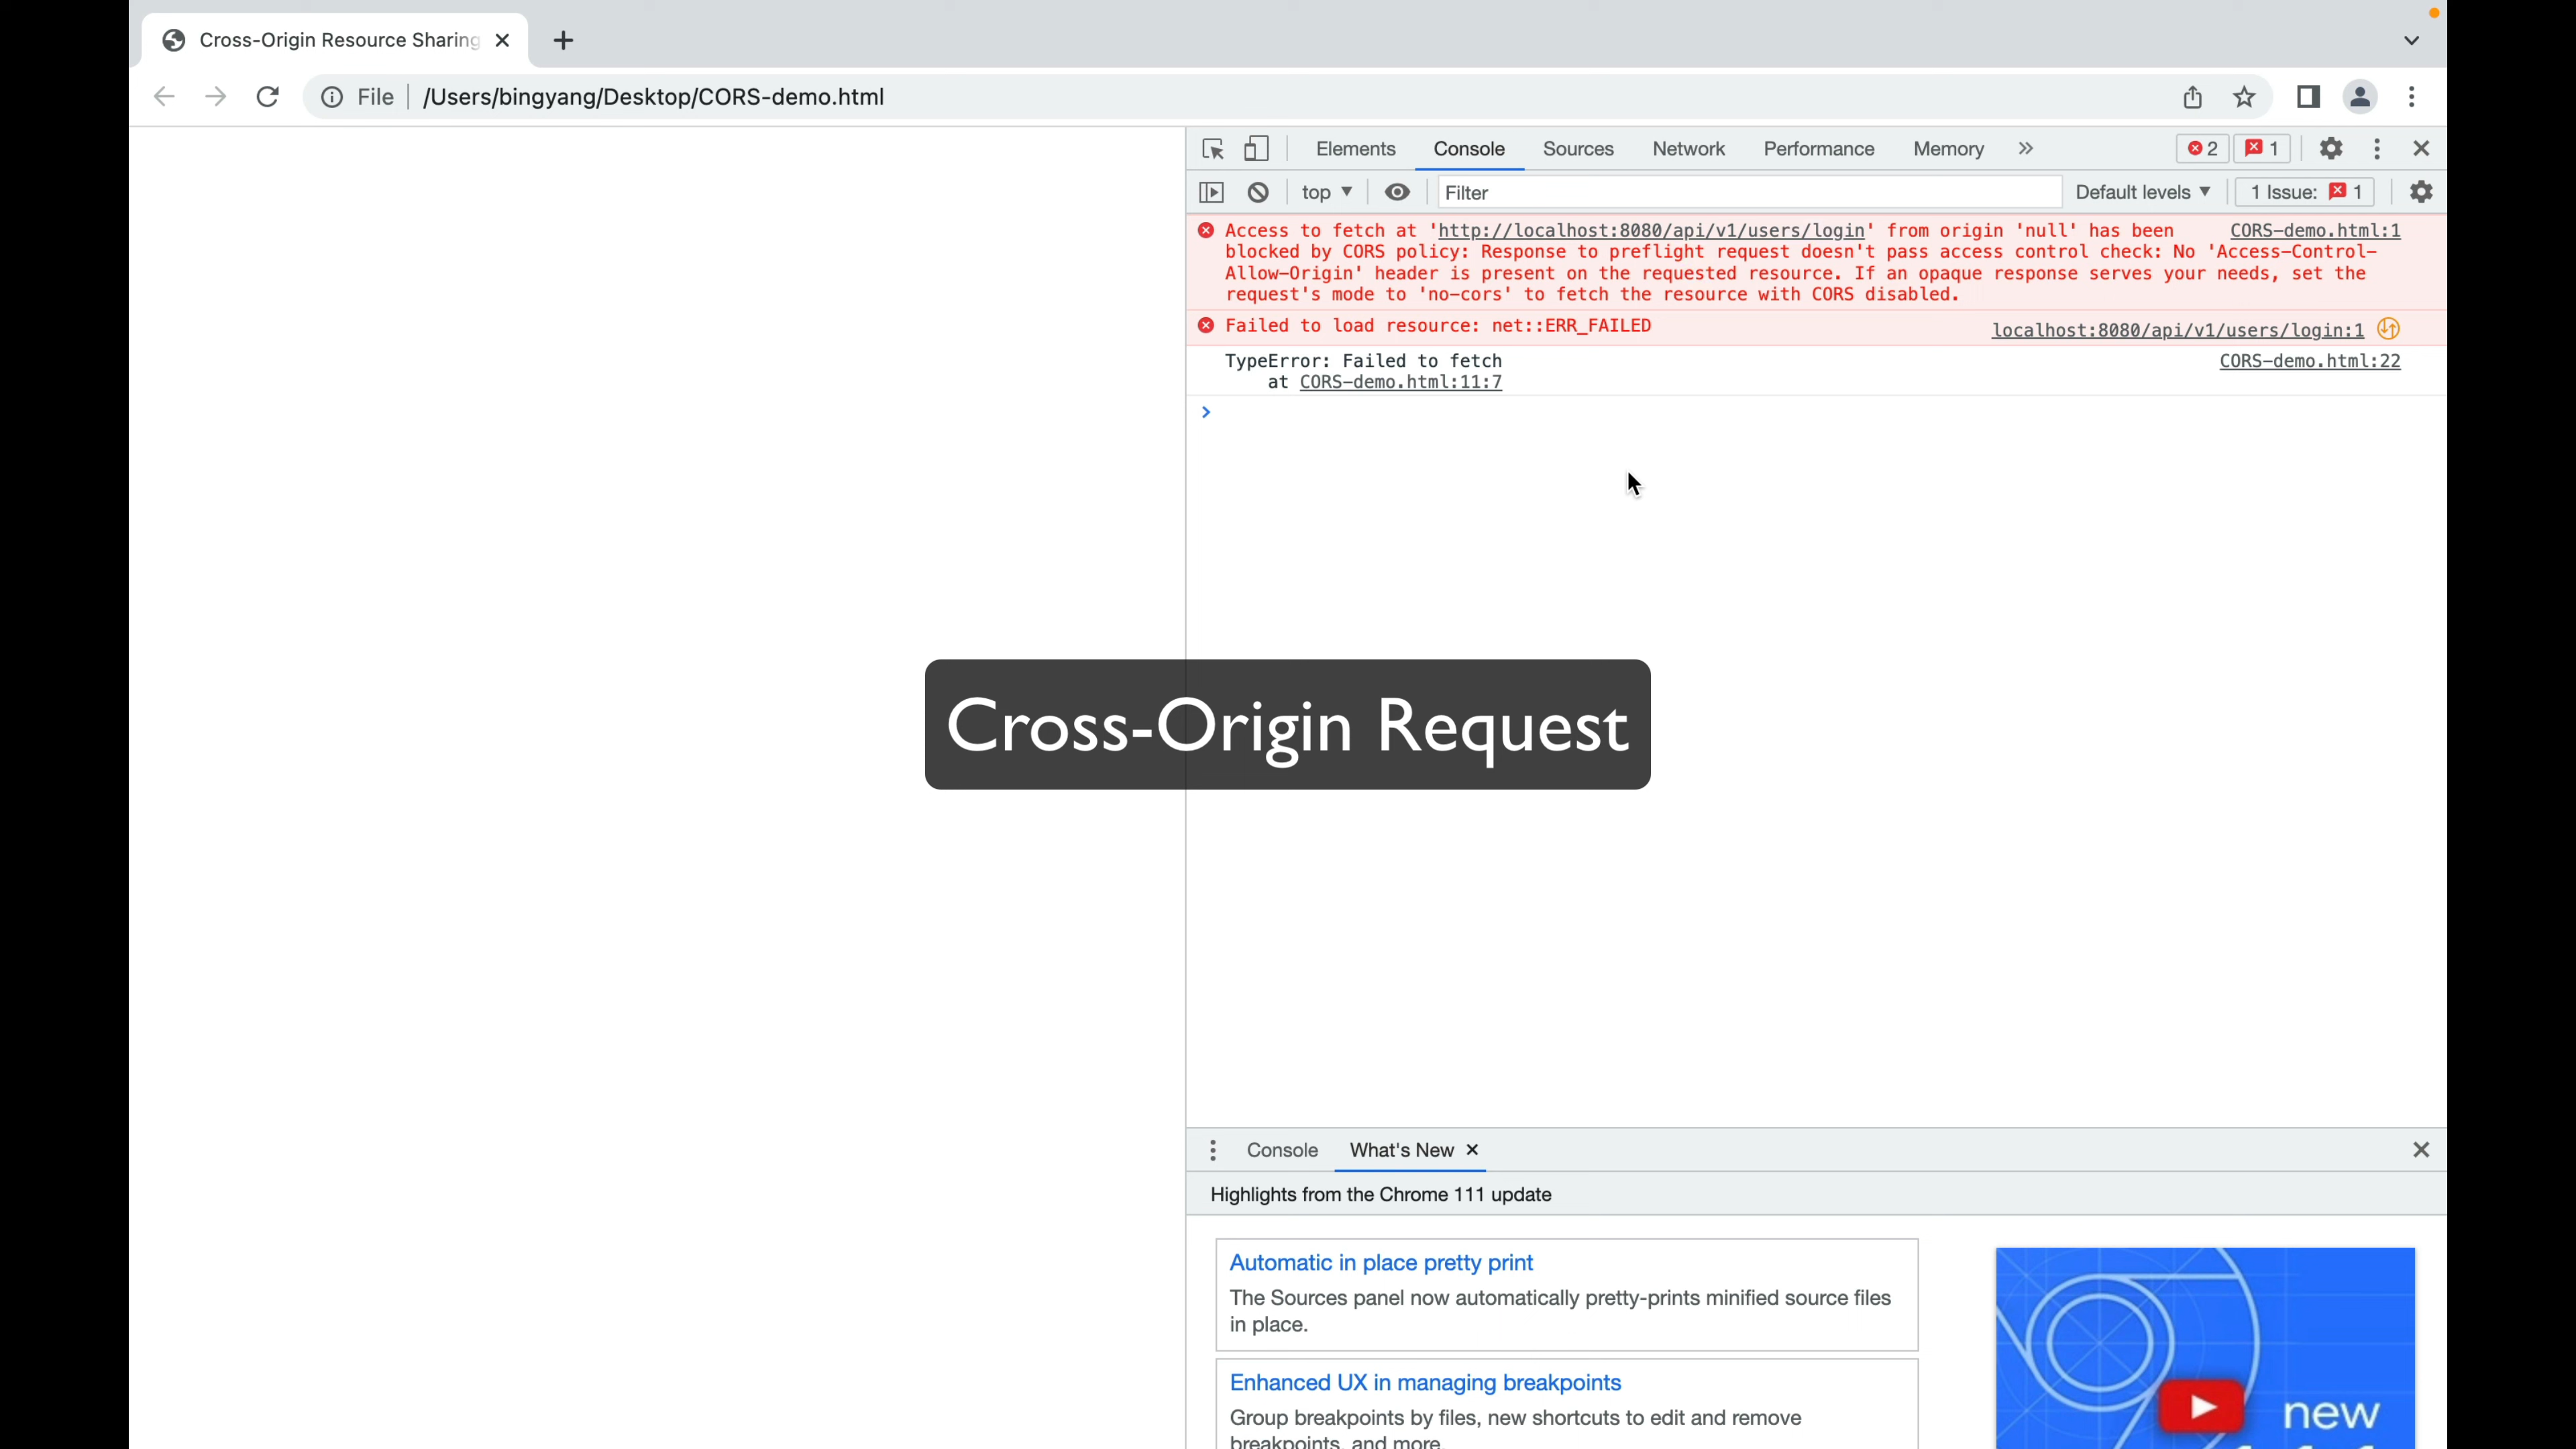 Cross-Origin Resource Sharing
File
/Users/bingyang/Desktop/CORS-demo.html
Elements
Console
Sources
Network
Performance
Memory
2
1
top
Filter
Default levels
1 Issue: 1
Access to fetch at 'http://localhost:8080/api/v1/users/login' from origin 'null' has been
CORS-demo.html:1
blocked by CORS policy: Response to preflight request doesn't pass access control check: No 'Access-Control-
Allow-Origin' header is present on the requested resource. If an opaque response serves your needs, set the
request's mode to 'no-cors' to fetch the resource with CORS disabled.
Failed to load resource: net::ERR_FAILED
localhost:8080/api/v1/users/login:1
TypeError: Failed to fetch
CORS-demo.html:22
at CORS-demo.html:11:7
Cross-Origin Request
Console
What's New
Highlights from the Chrome 111 update
Automatic in place pretty print
The Sources panel now automatically pretty-prints minified source files
in place.
Enhanced UX in managing breakpoints
Group breakpoints by files, new shortcuts to edit and remove
breakpoints, and more.
new